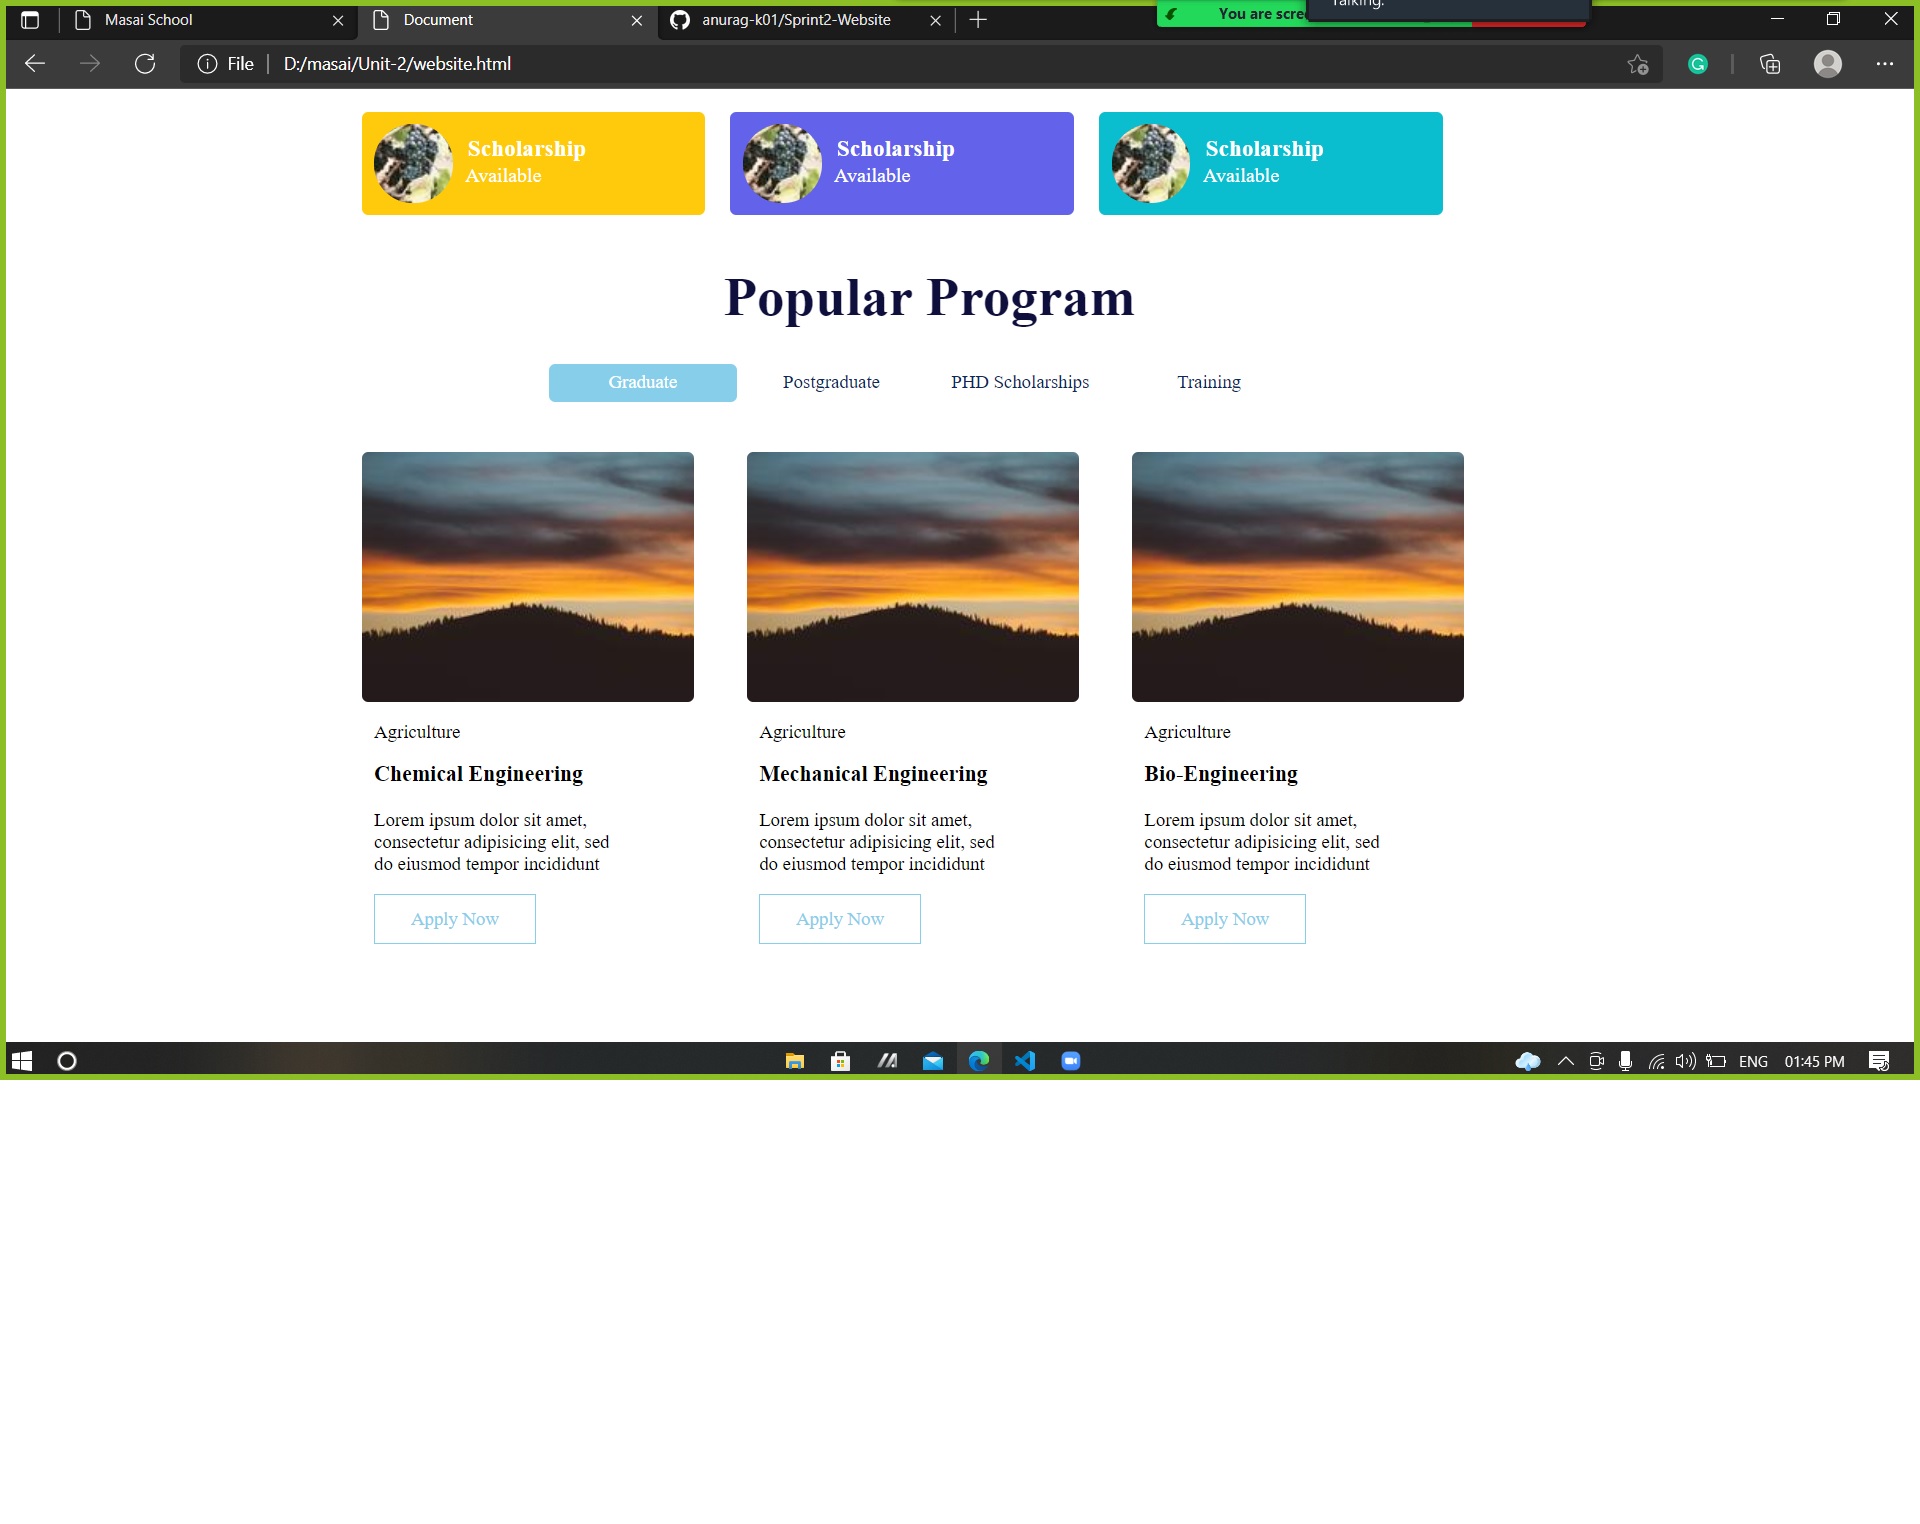 Masai School
Document
anurag-k01/Sprint2-Website
You are scree
Talking:
File
D:/masai/Unit-2/website.html
Scholarship
Available
Scholarship
Available
Scholarship
Available
Popular Program
Graduate
Postgraduate
PHD Scholarships
Training
Agriculture
Chemical Engineering
Lorem ipsum dolor sit amet,
consectetur adipisicing elit, sed
do eiusmod tempor incididunt
Apply Now
Agriculture
Mechanical Engineering
Lorem ipsum dolor sit amet,
consectetur adipisicing elit, sed
do eiusmod tempor incididunt
Apply Now
Agriculture
Bio-Engineering
Lorem ipsum dolor sit amet,
consectetur adipisicing elit, sed
do eiusmod tempor incididunt
Apply Now
ENG
01:45 PM